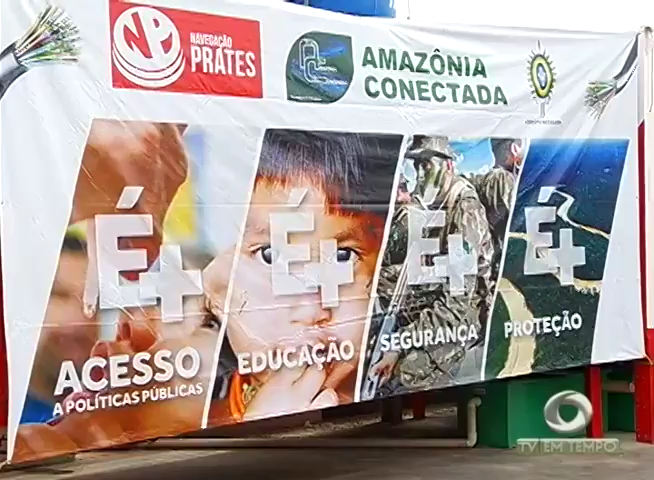 NP
NAVEGAÇÃO
PRATES
AMAZÔNIA
CONECTADA
É+
É+
É+
É+
ACESSO
A POLÍTICAS PÚBLICAS
EDUCAÇÃO
SEGURANÇA
PROTEÇÃO
TV EM TEMPO